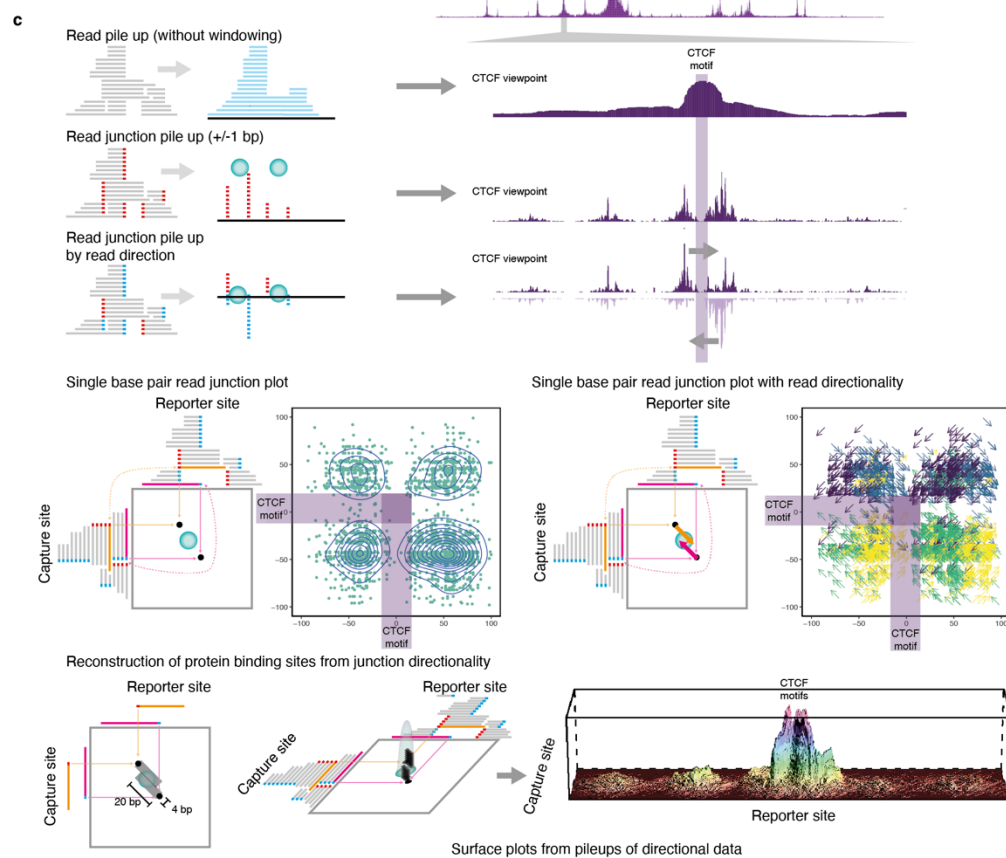 c
Read pile up (without windowing)
CTCF
motif
CTCF viewpoint
Read junction pile up (+/-1 bp)
CTCF viewpoint
Read junction pile up
by read direction
CTCF viewpoint
Single base pair read junction plot
Single base pair read junction plot with read directionality
Reporter site
Reporter site
Capture site
Capture site
100
50
0
−50
−100
CTCF
motif
−100
−50
0
50
100
CTCF
motif
100
50
0
−50
−100
CTCF
motif
−100
−50
0
50
100
CTCF
motif
Reconstruction of protein binding sites from junction directionality
Reporter site
Capture site
20 bp
4 bp
Reporter site
Capture site
CTCF
motifs
Capture site
Reporter site
Surface plots from pileups of directional data